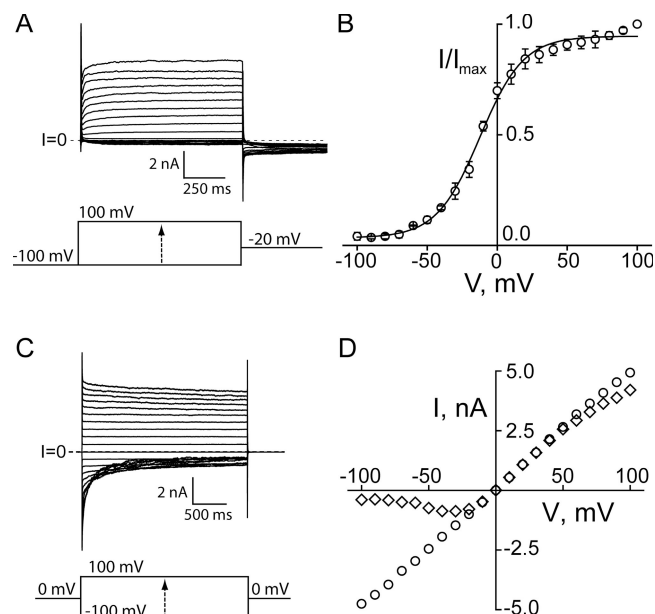 A
I=0
2 nA
250 ms
100 mV
-20 mV
-100 mV
B
1.0
I/Imax
0.5
0.0
-100
-50
0
50
100
V, mV
C
I=0
2 nA
500 ms
100 mV
0 mV
0 mV
-100 mV
D
5.0
I, nA
2.5
-100
-50
50
100
V, mV
-2.5
-5.0